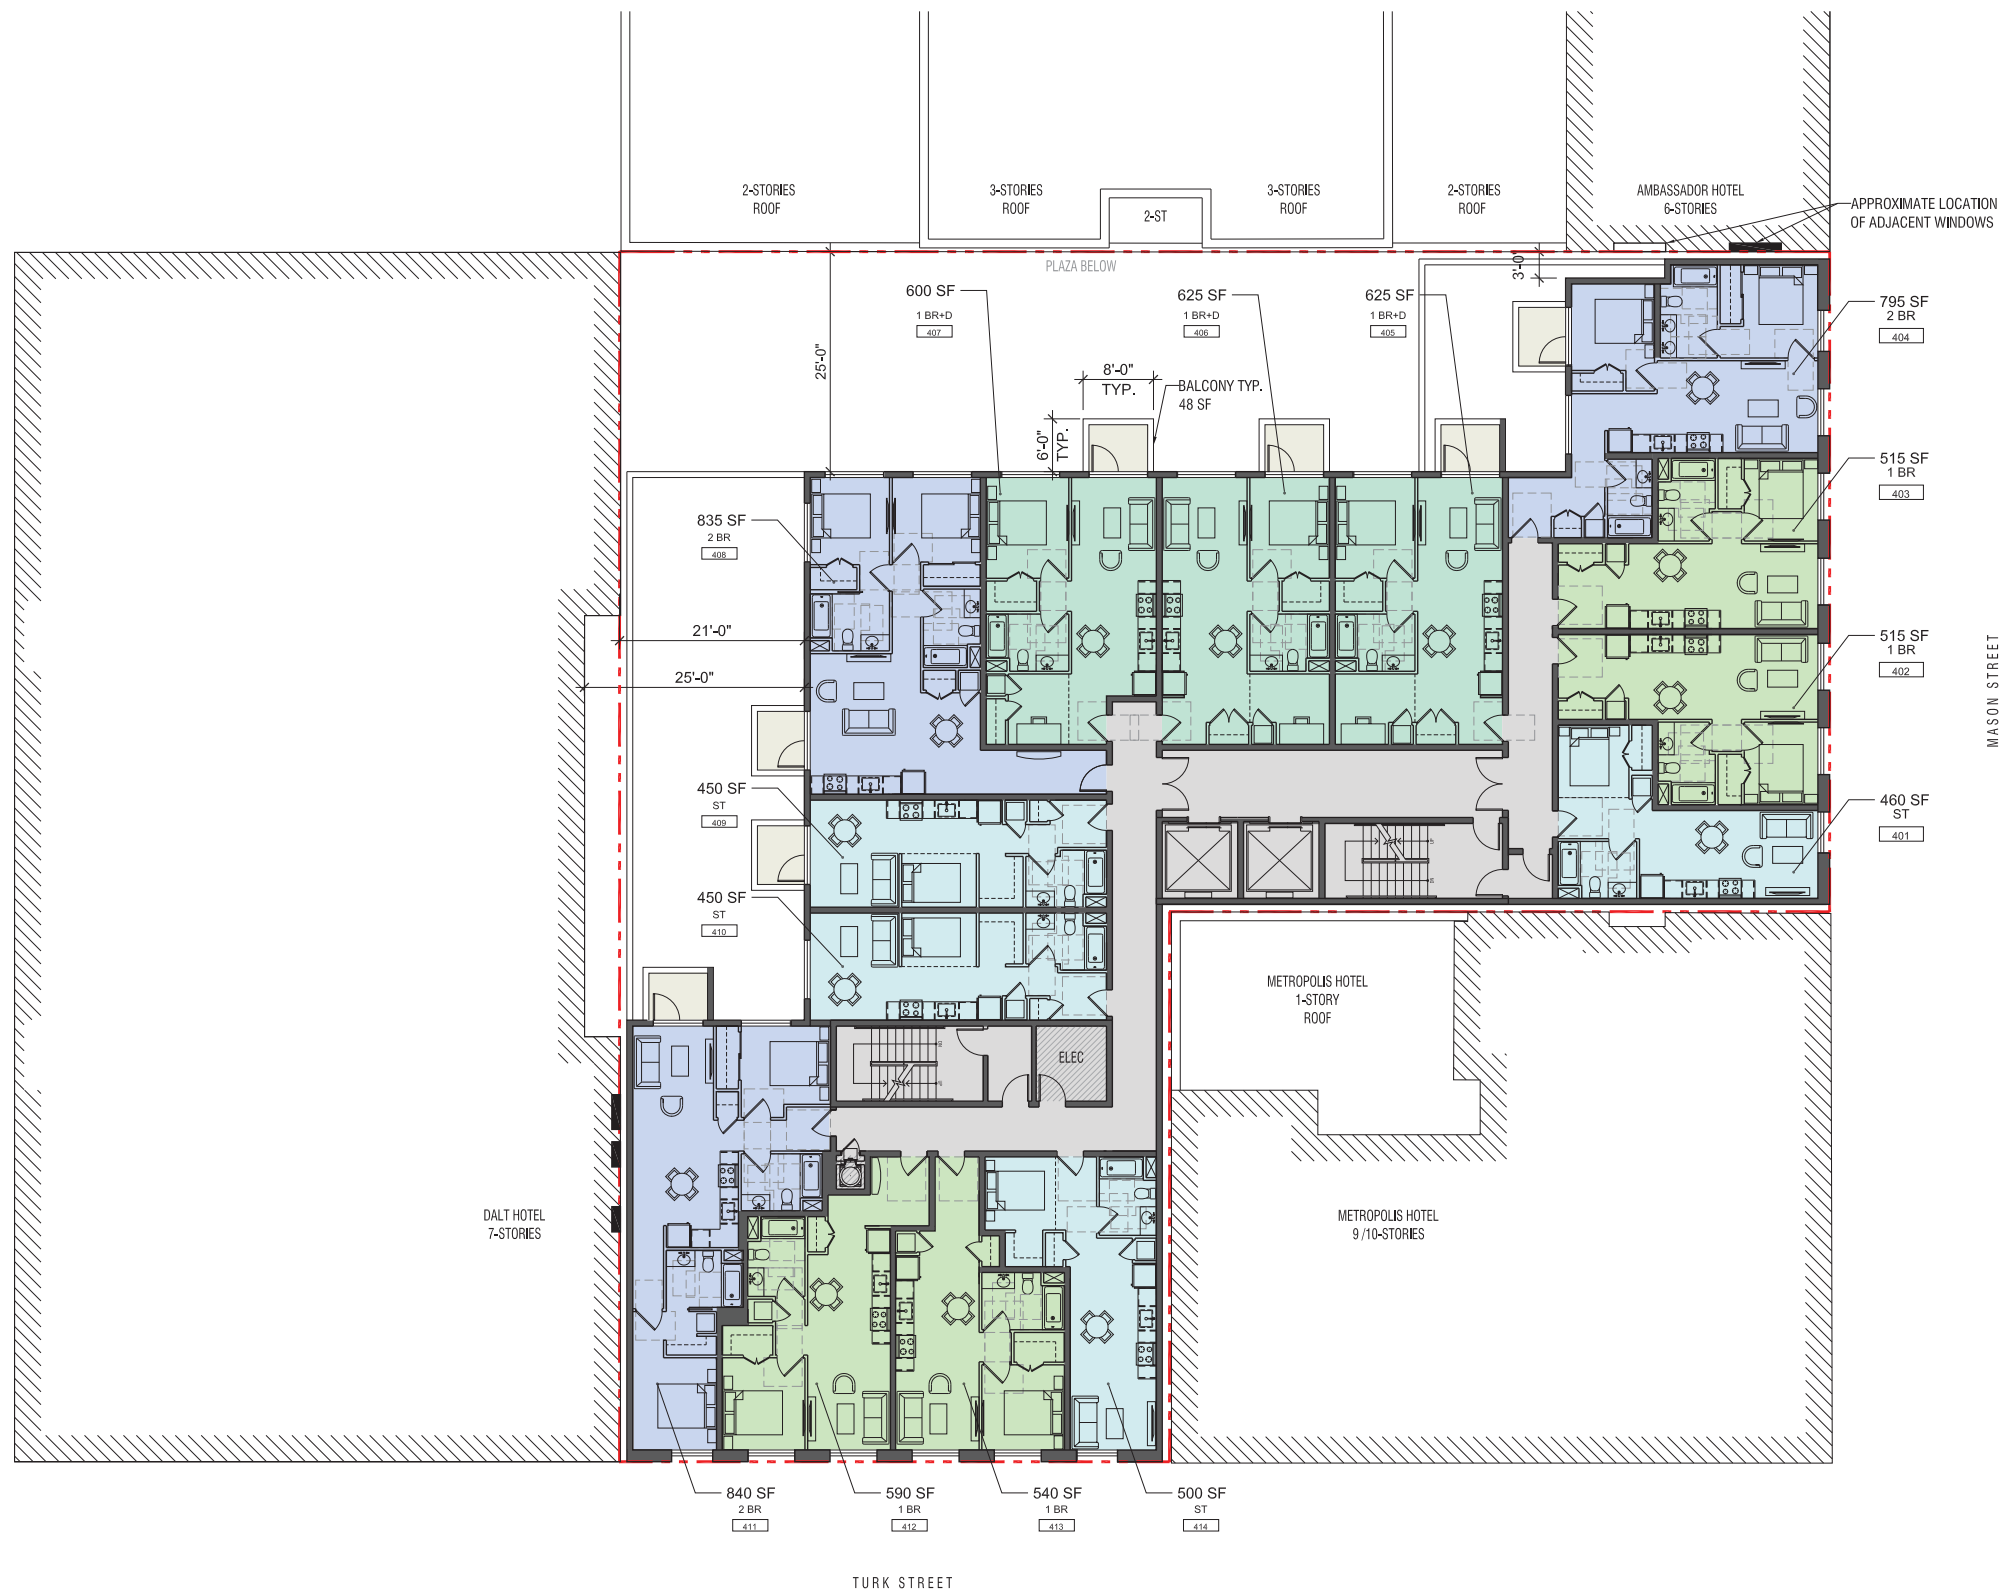 2-STORIES
ROOF
3-STORIES
ROOF
2-ST
3-STORIES
ROOF
2-STORIES
ROOF
AMBASSADOR HOTEL
6-STORIES
APPROXIMATE LOCATION
OF ADJACENT WINDOWS
PLAZA BELOW
3'-0"
25'-0"
600 SF
1 BR+D
407
625 SF
1 BR+D
406
625 SF
1 BR+D
405
795 SF
2 BR
404
8'-0"
TYP.
BALCONY TYP.
48 SF
6'-0"
TYP.
515 SF
1 BR
403
835 SF
2 BR
408
21'-0"
25'-0"
515 SF
1 BR
402
MASON STREET
450 SF
ST
409
460 SF
ST
401
450 SF
ST
410
METROPOLIS HOTEL
1-STORY
ROOF
ELEC
DALT HOTEL
7-STORIES
METROPOLIS HOTEL
9 /10-STORIES
840 SF
2 BR
411
590 SF
1 BR
412
540 SF
1 BR
413
500 SF
ST
414
TURK STREET